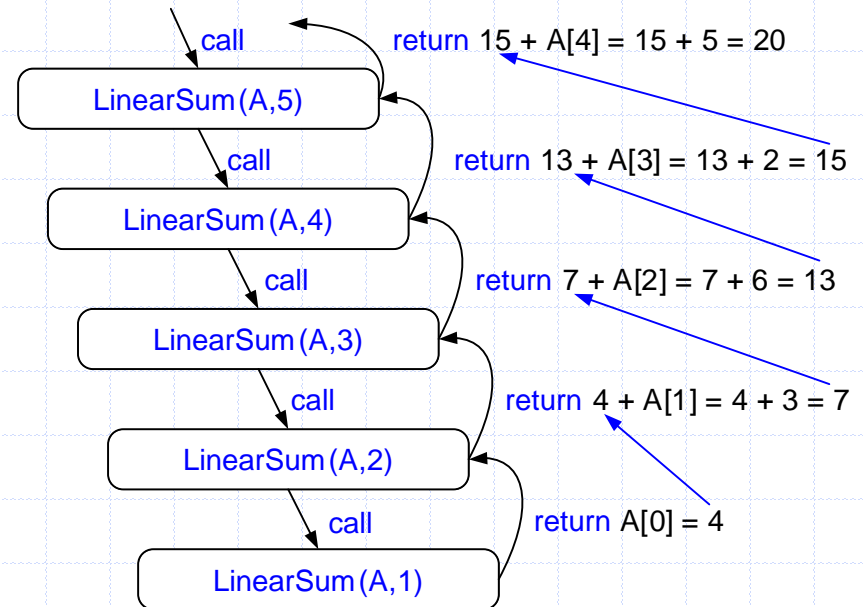 call return 15 + A[4] = 15 + 5 = 20
LinearSum(A,5)
call return 13 + A[3] = 13 + 2 = 15
LinearSum(A,4)
call return 7 + A[2] = 7 + 6 = 13
LinearSum(A,3)
call return 4 + A[1] = 4 + 3 = 7
LinearSum(A,2)
call return A[0] = 4
LinearSum(A,1)